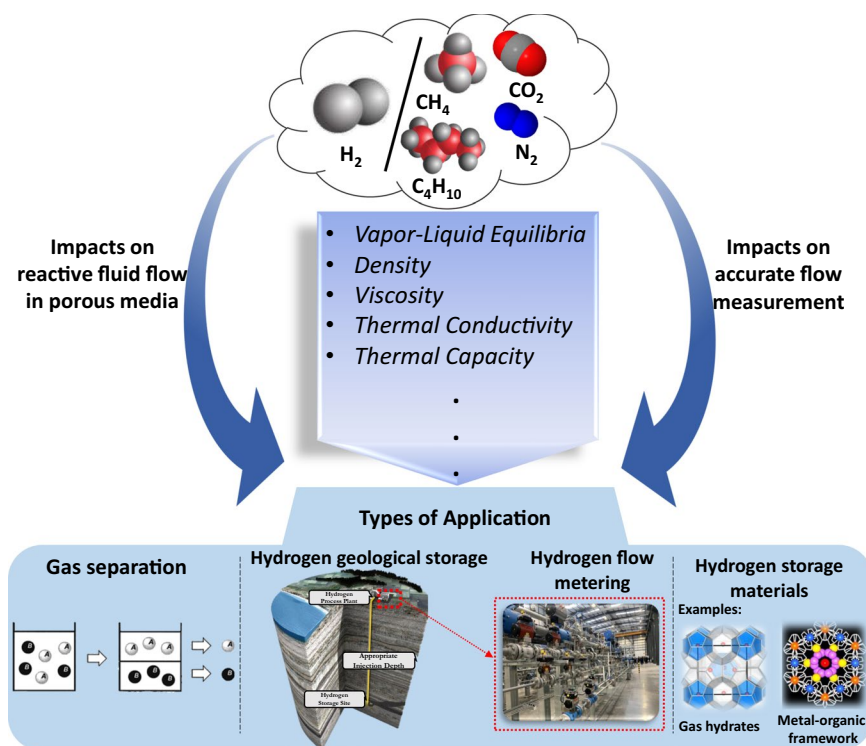 H2
CH4
CO2
N2
C4H10
Impacts on
reactive fluid flow
in porous media
• Vapor-Liquid Equilibria
• Density
• Viscosity
• Thermal Conductivity
• Thermal Capacity
.
.
.
Impacts on
accurate flow
measurement
Types of Application
Gas separation
B
A
A
B
A
B
A
A
A
B
B
B
A
B
Hydrogen geological storage
Hydrogen
Process Plant
Appropriate
Injection Depth
Hydrogen
Storage Site
Hydrogen flow
metering
Hydrogen storage
materials
Examples:
Gas hydrates
Metal-organic
framework